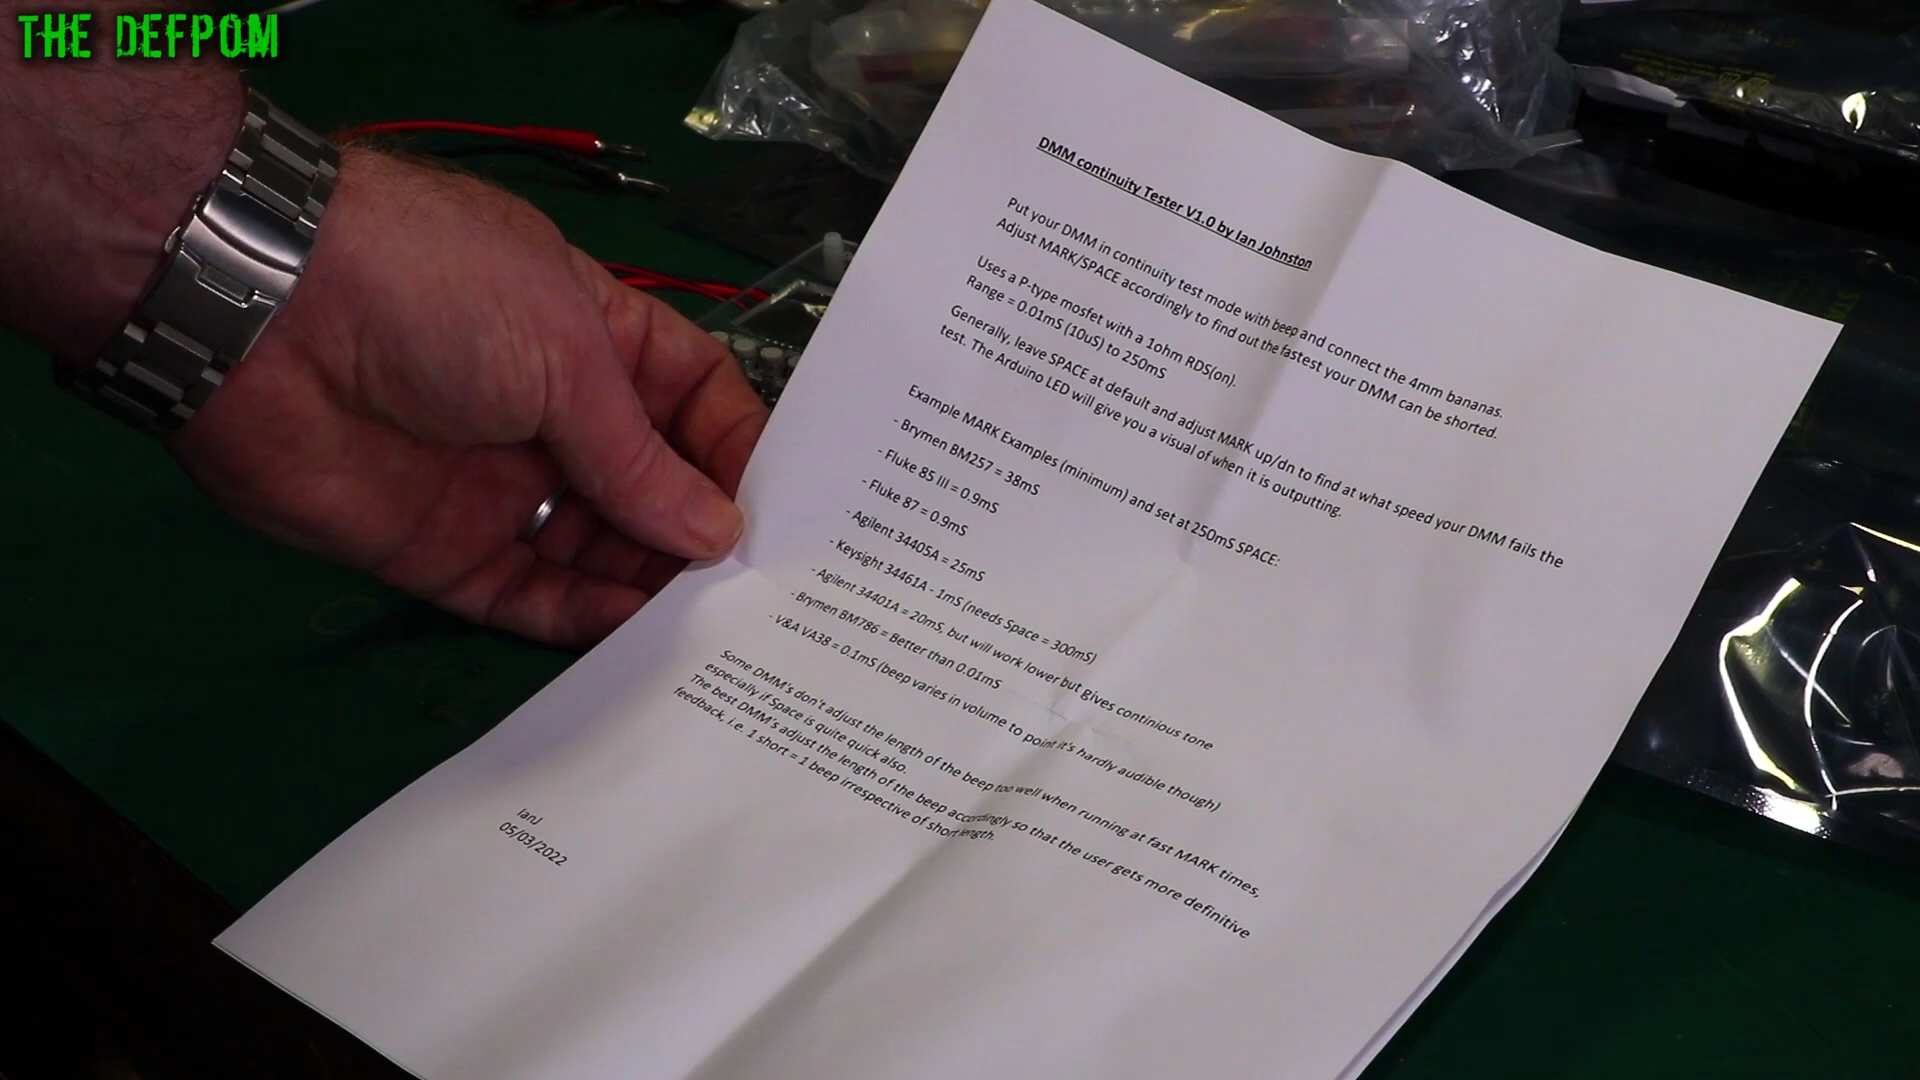 THE DEFPOM
DMM continuity Tester V1.0 by Ian Johnston
Put your DMM in continuity test mode with beep and connect the 4mm bananas.
Adjust MARK/SPACE accordingly to find out the fastest your DMM can be shorted.
Uses a P-type mosfet with a 1ohm RDS(on).
Range = 0.01mS (10uS) to 250mS
Generally, leave SPACE at default and adjust MARK up/dn to find at what speed your DMM fails the
test. The Arduino LED will give you a visual of when it is outputting.
Example MARK Examples (minimum) and set at 250mS SPACE:
- Brymen BM257 = 38mS
- Fluke 85 III = 0.9mS
- Fluke 87 = 0.9mS
- Agilent 34405A = 25mS
- Keysight 34461A - 1mS (needs Space = 300mS)
- Agilent 34401A = 20mS, but will work lower but gives continious tone
- Brymen BM786 = Better than 0.01mS
- V&A VA38 = 0.1mS (beep varies in volume to point it's hardly audible though)
Some DMM's don't adjust the length of the beep too well when running at fast MARK times,
especially if Space is quite quick also.
The best DMM's adjust the length of the beep accordingly so that the user gets more definitive
feedback, i.e. 1 short = 1 beep irrespective of short length.
IanJ
05/03/2022